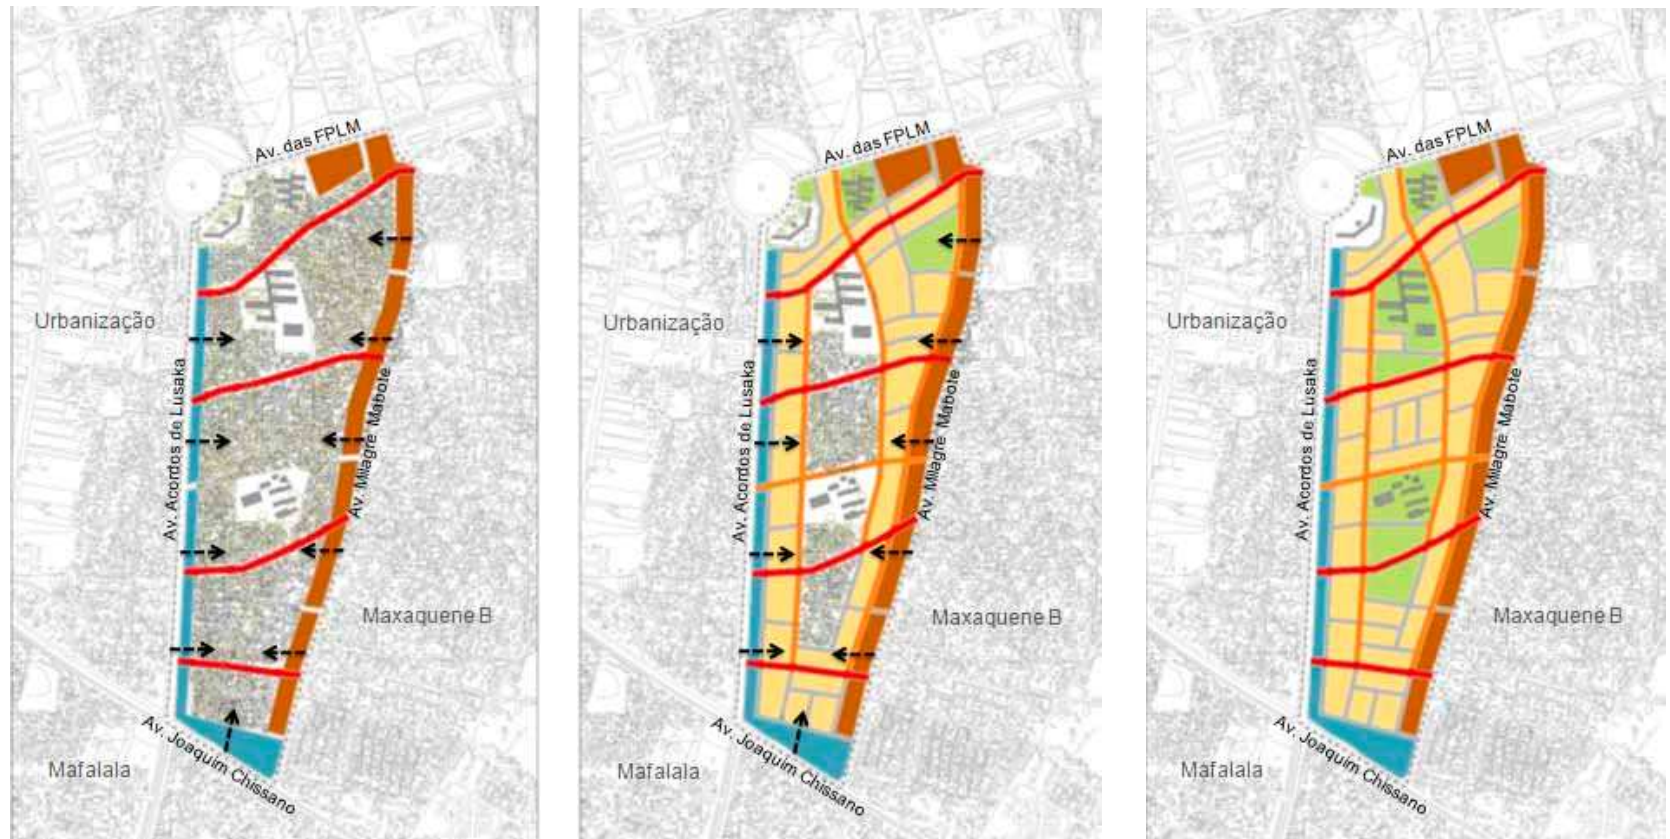 Av. das FPLM
Urbanização
Av. Acordos de Lusaka
Av. Milagre Mabote
Maxaquene B
Av. Joaquim Chissano
Mafalala
Av. das FPLM
Urbanização
Av. Acordos de Lusaka
Av. Milagre Mabote
Maxaquene B
Av. Joaquim Chissano
Mafalala
Av. das FPLM
Urbanização
Av. Acordos de Lusaka
Av. Milagre Mabote
Maxaquene B
Av. Joaquim Chissano
Mafalala